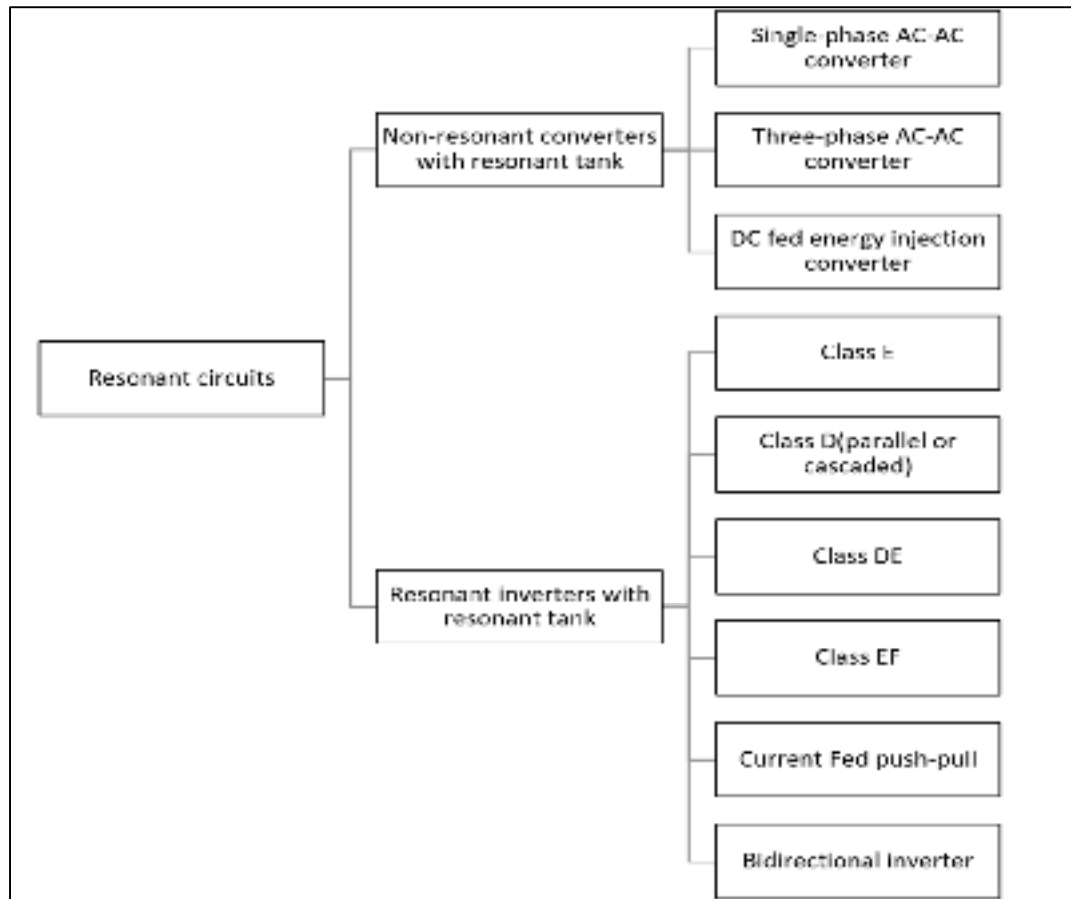 Single-phase AC-AC
converter
Non-resonant converters
with resonant tank
Three-phase AC-AC
converter
DC fed energy injection
converter
Resonant circuits
Class E
Class D(parallel or
cascaded)
Class DE
Resonant inverters with
resonant tank
Class EF
Current Fed push-pull
Bidirectional inverter